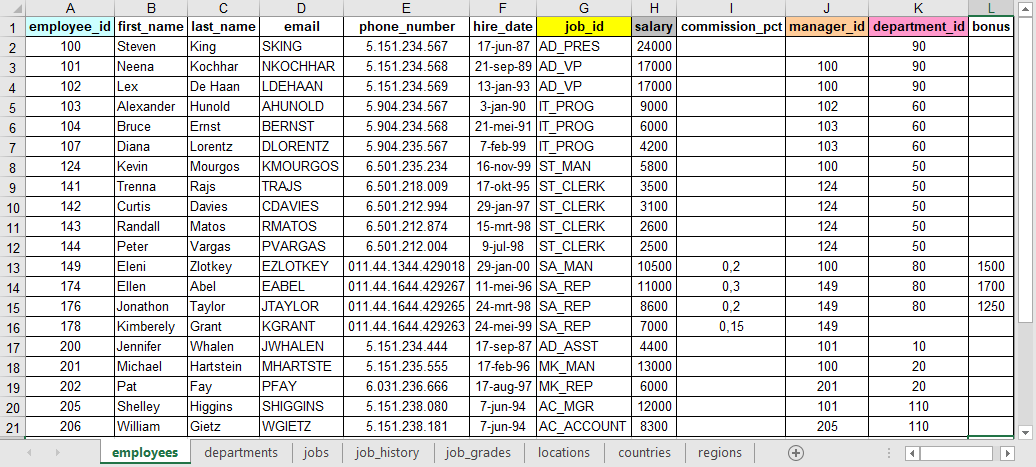 A B C D E F G H I J K L
1 employee_id first_name last_name email phone_number hire_date job_id salary commission_pct manager_id department_id bonus
2 100 Steven King SKING 5.151.234.567 17-jun-87 AD_PRES 24000 90
3 101 Neena Kochhar NKOCHHAR 5.151.234.568 21-sep-89 AD_VP 17000 100 90
4 102 Lex De Haan LDEHAAN 5.151.234.569 13-jan-93 AD_VP 17000 100 90
5 103 Alexander Hunold AHUNOLD 5.904.234.567 3-jan-90 IT_PROG 9000 102 60
6 104 Bruce Ernst BERNST 5.904.234.568 21-mei-91 IT_PROG 6000 103 60
7 107 Diana Lorentz DLORENTZ 5.904.235.567 7-feb-99 IT_PROG 4200 103 60
8 124 Kevin Mourgos KMOURGOS 6.501.235.234 16-nov-99 ST_MAN 5800 100 50
9 141 Trenna Rajs TRAJS 6.501.218.009 17-okt-95 ST_CLERK 3500 124 50
10 142 Curtis Davies CDAVIES 6.501.212.994 29-jan-97 ST_CLERK 3100 124 50
11 143 Randall Matos RMATOS 6.501.212.874 15-mrt-98 ST_CLERK 2600 124 50
12 144 Peter Vargas PVARGAS 6.501.212.004 9-jul-98 ST_CLERK 2500 124 50
13 149 Eleni Zlotkey EZLOTKEY 011.44.1344.429018 29-jan-00 SA_MAN 10500 0,2 100 80 1500
14 174 Ellen Abel EABEL 011.44.1644.429267 11-mei-96 SA_REP 11000 0,3 149 80 1700
15 176 Jonathon Taylor JTAYLOR 011.44.1644.429265 24-mrt-98 SA_REP 8600 0,2 149 80 1250
16 178 Kimberely Grant KGRANT 011.44.1644.429263 24-mei-99 SA_REP 7000 0,15 149
17 200 Jennifer Whalen JWHALEN 5.151.234.444 17-sep-87 AD_ASST 4400 101 10
18 201 Michael Hartstein MHARTSTE 5.151.235.555 17-feb-96 MK_MAN 13000 100 20
19 202 Pat Fay PFAY 6.031.236.666 17-aug-97 MK_REP 6000 201 20
20 205 Shelley Higgins SHIGGINS 5.151.238.080 7-jun-94 AC_MGR 12000 101 110
21 206 William Gietz WGIETZ 5.151.238.181 7-jun-94 AC_ACCOUNT 8300 205 110
employees departments jobs job_history job_grades locations countries regions